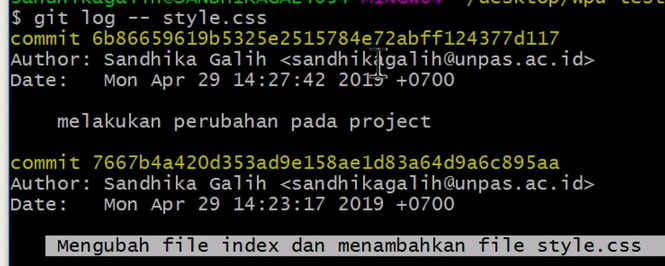 $ git log -- style.css
commit 6b86659619b5325e2515784e72abff124377d117
Author: Sandhika Galih <sandhikagalih@unpas.ac.id>
Date: Mon Apr 29 14:27:42 2019 +0700
melakukan perubahan pada project
commit 7667b4a420d353ad9e158ae1d83a64d9a6c895aa
Author: Sandhika Galih <sandhikagalih@unpas.ac.id>
Date: Mon Apr 29 14:23:17 2019 +0700
Mengubah file index dan menambahkan file style.css